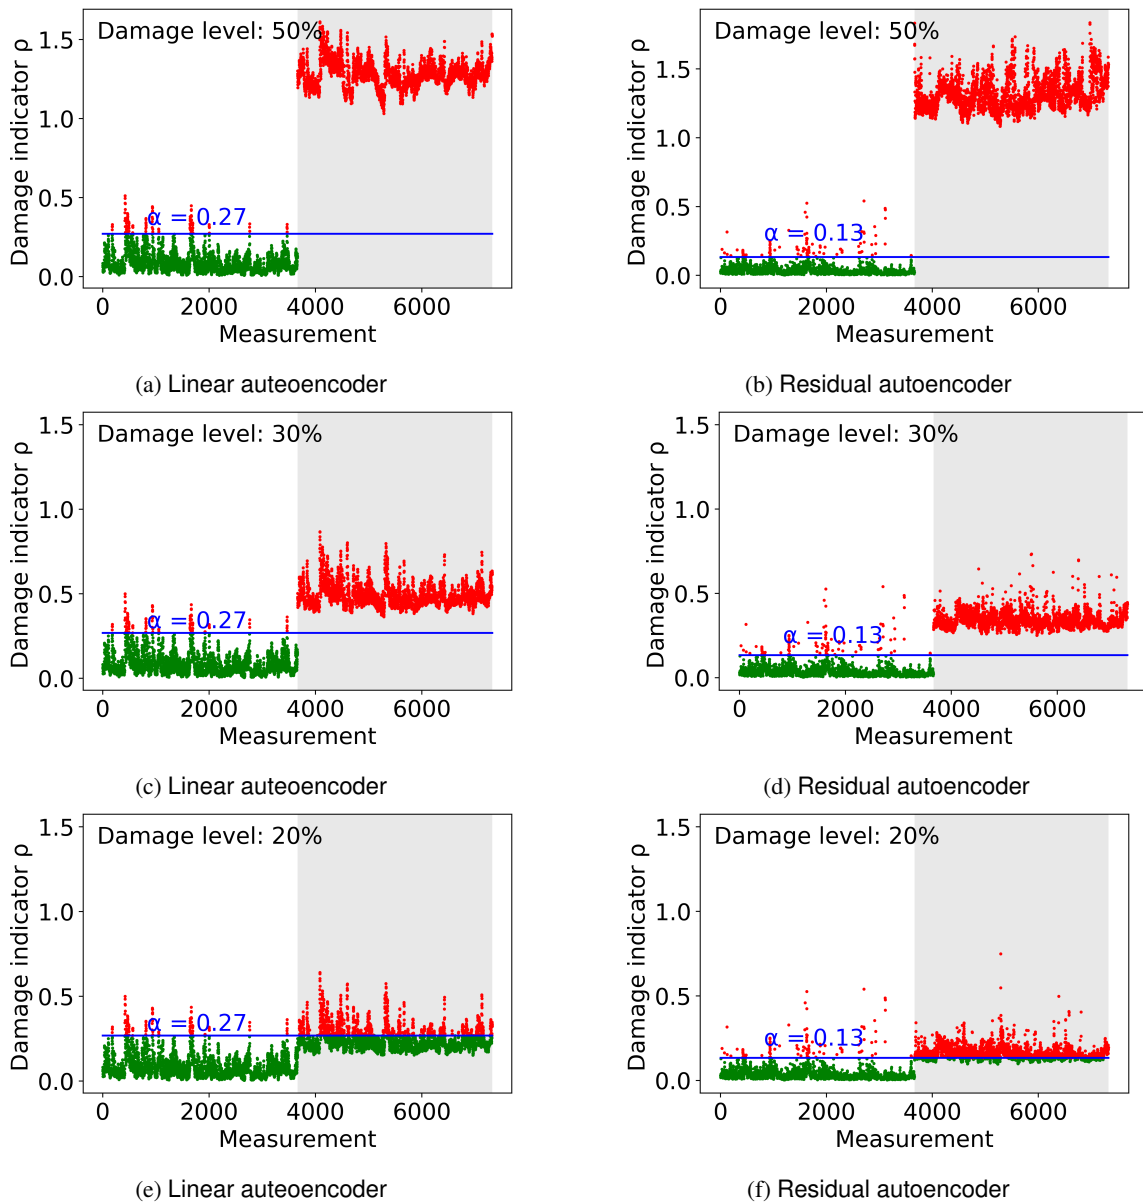 Damage level: 50%
Damage indicator ρ
1.5
1.0
0.5
0.0
α = 0.27
0 2000 4000 6000
Measurement
(a) Linear auteoencoder
Damage level: 50%
Damage indicator ρ
1.5
1.0
0.5
0.0
α = 0.13
0 2000 4000 6000
Measurement
(b) Residual autoencoder
Damage level: 30%
Damage indicator ρ
1.5
1.0
0.5
0.0
α = 0.27
0 2000 4000 6000
Measurement
(c) Linear auteoencoder
Damage level: 30%
Damage indicator ρ
1.5
1.0
0.5
0.0
α = 0.13
0 2000 4000 6000
Measurement
(d) Residual autoencoder
Damage level: 20%
Damage indicator ρ
1.5
1.0
0.5
0.0
α = 0.27
0 2000 4000 6000
Measurement
(e) Linear auteoencoder
Damage level: 20%
Damage indicator ρ
1.5
1.0
0.5
0.0
α = 0.13
0 2000 4000 6000
Measurement
(f) Residual autoencoder